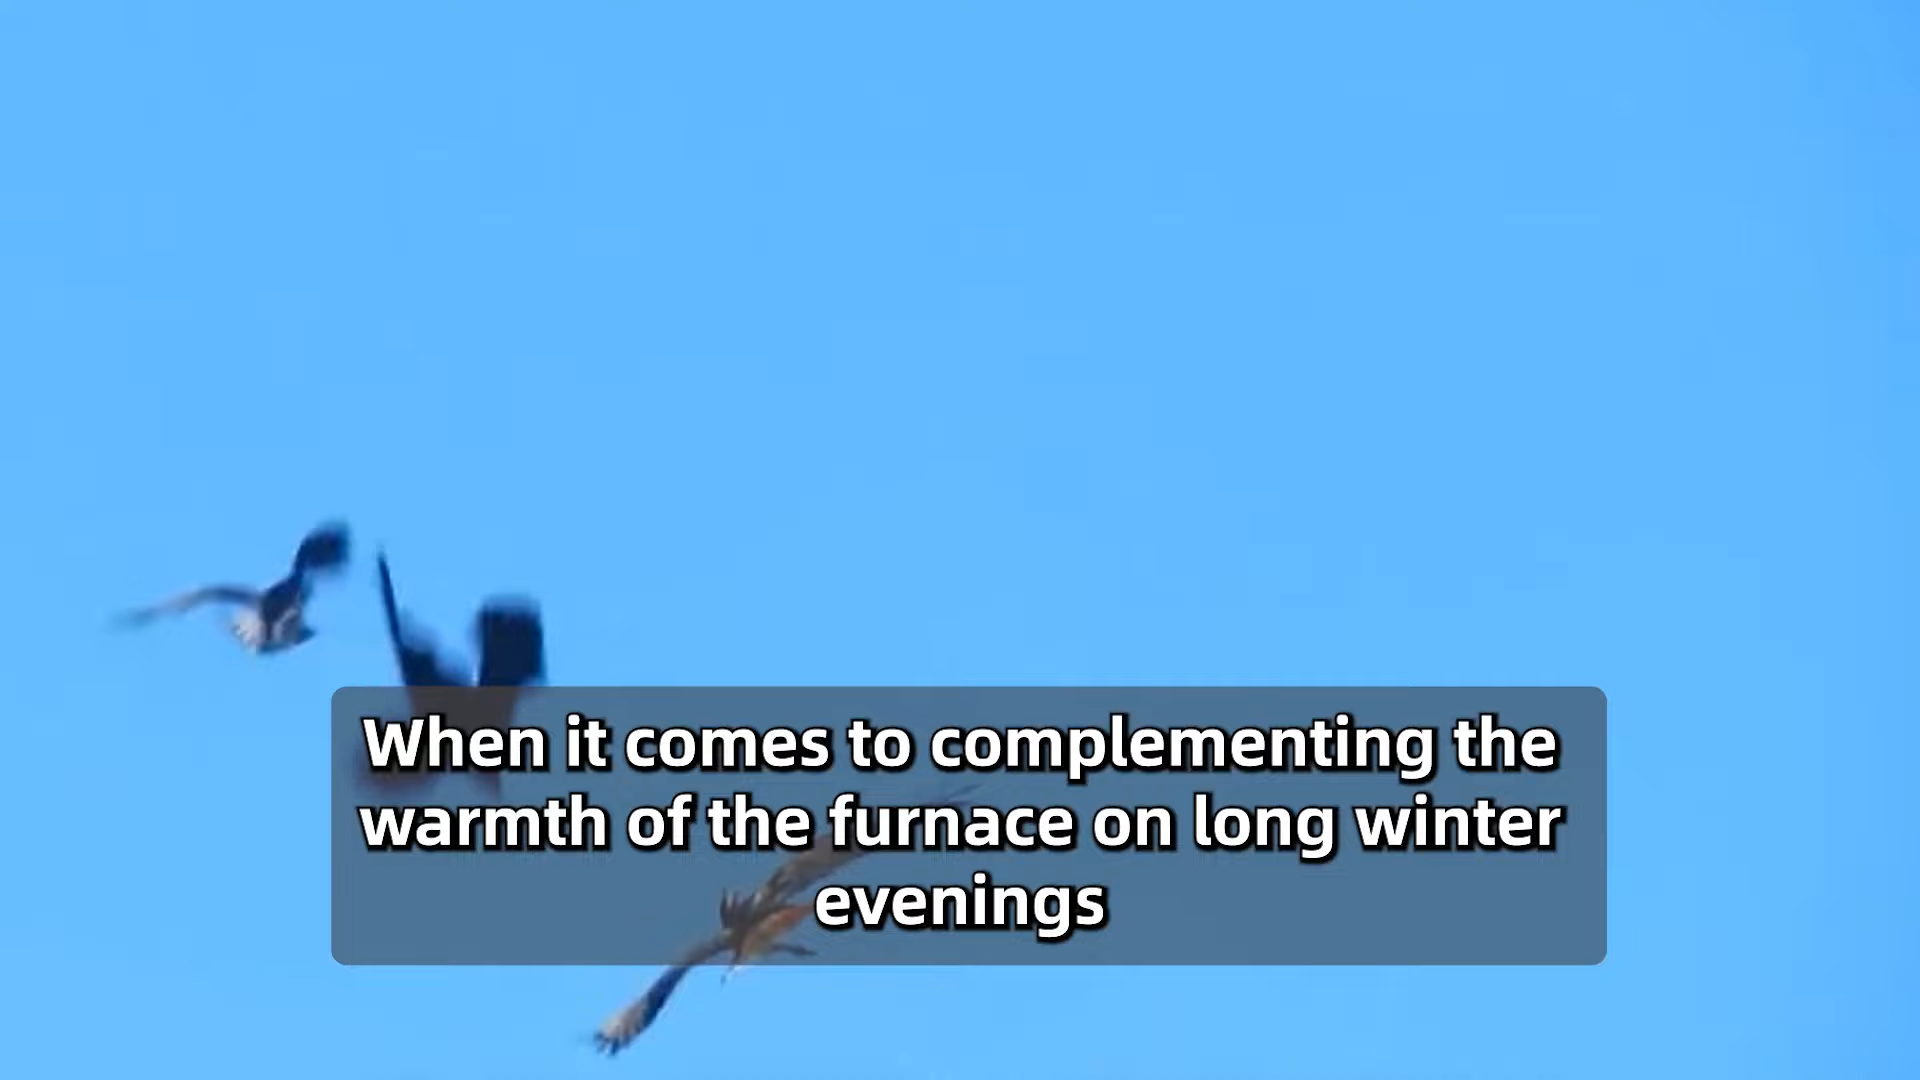 When it comes to complementing the
warmth of the furnace on long winter
evenings